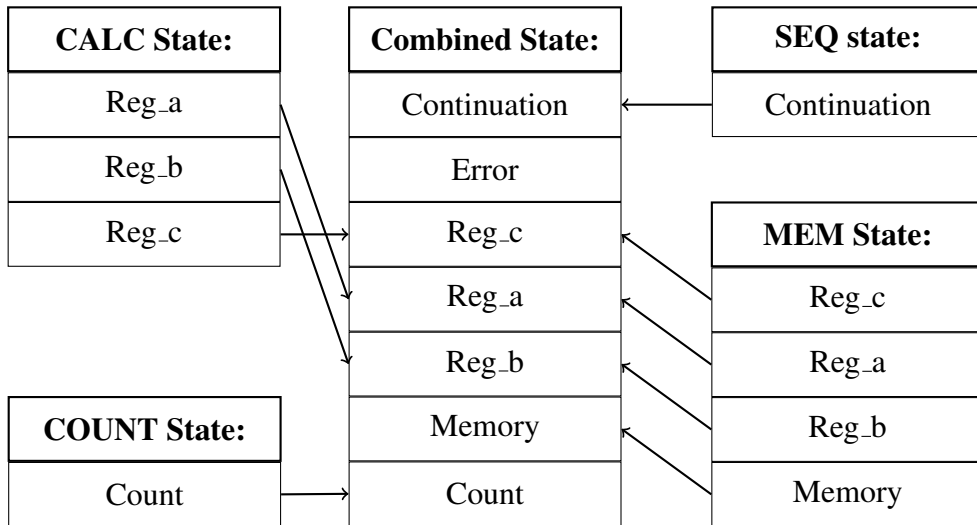 CALC State:
Reg_a
Reg_b
Reg_c
COUNT State:
Count
Combined State:
Continuation
Error
Reg_c
Reg_a
Reg_b
Memory
Count
SEQ state:
Continuation
MEM State:
Reg_c
Reg_a
Reg_b
Memory